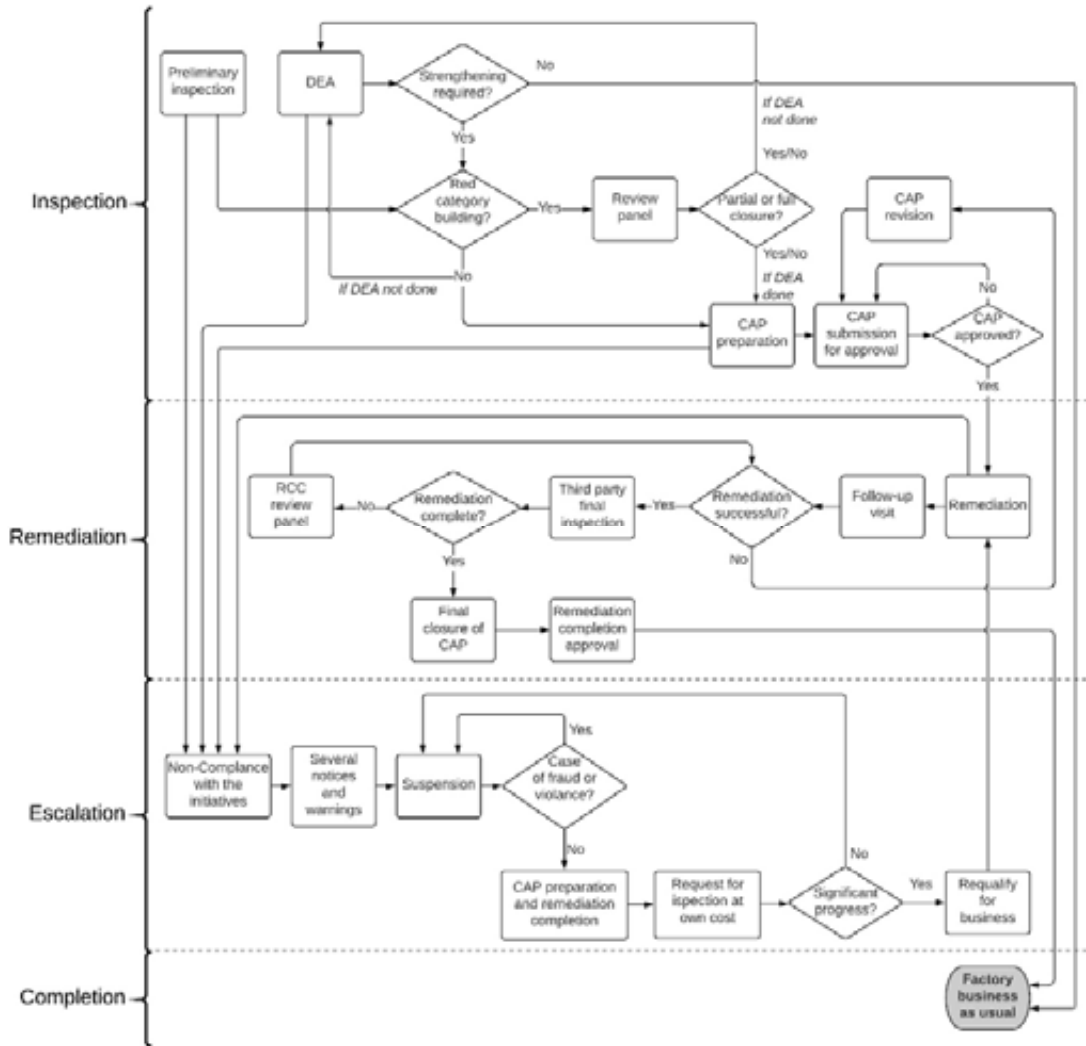 Preliminary
inspection
DEA
Strengthening
required?
No
If DEA
not done
Yes
Yes/No
Inspection
Red
category
building?
Yes
Review
panel
Partial or full
closure?
CAP
revision
Yes/No
No
If DEA not done
If DEA
done
No
CAP
preparation
CAP
submission
for approval
CAP
approved?
Yes
Remediation
RCC
review
panel
No
Remediation
complete?
Third party
final
inspection
Yes
Remediation
successful?
Follow-up
visit
Remediation
Yes
No
Final
closure of
CAP
Remediation
completion
approval
Escalation
Non-Complance
with the
initiatives
Several
notices
and
warnings
Suspension
Yes
Case
of fraud or
violance?
No
CAP preparation
and remediation
completion
Request for
ispection at
own cost
No
Significant
progress?
Yes
Requalify
for
business
Completion
Factory
business
as usual